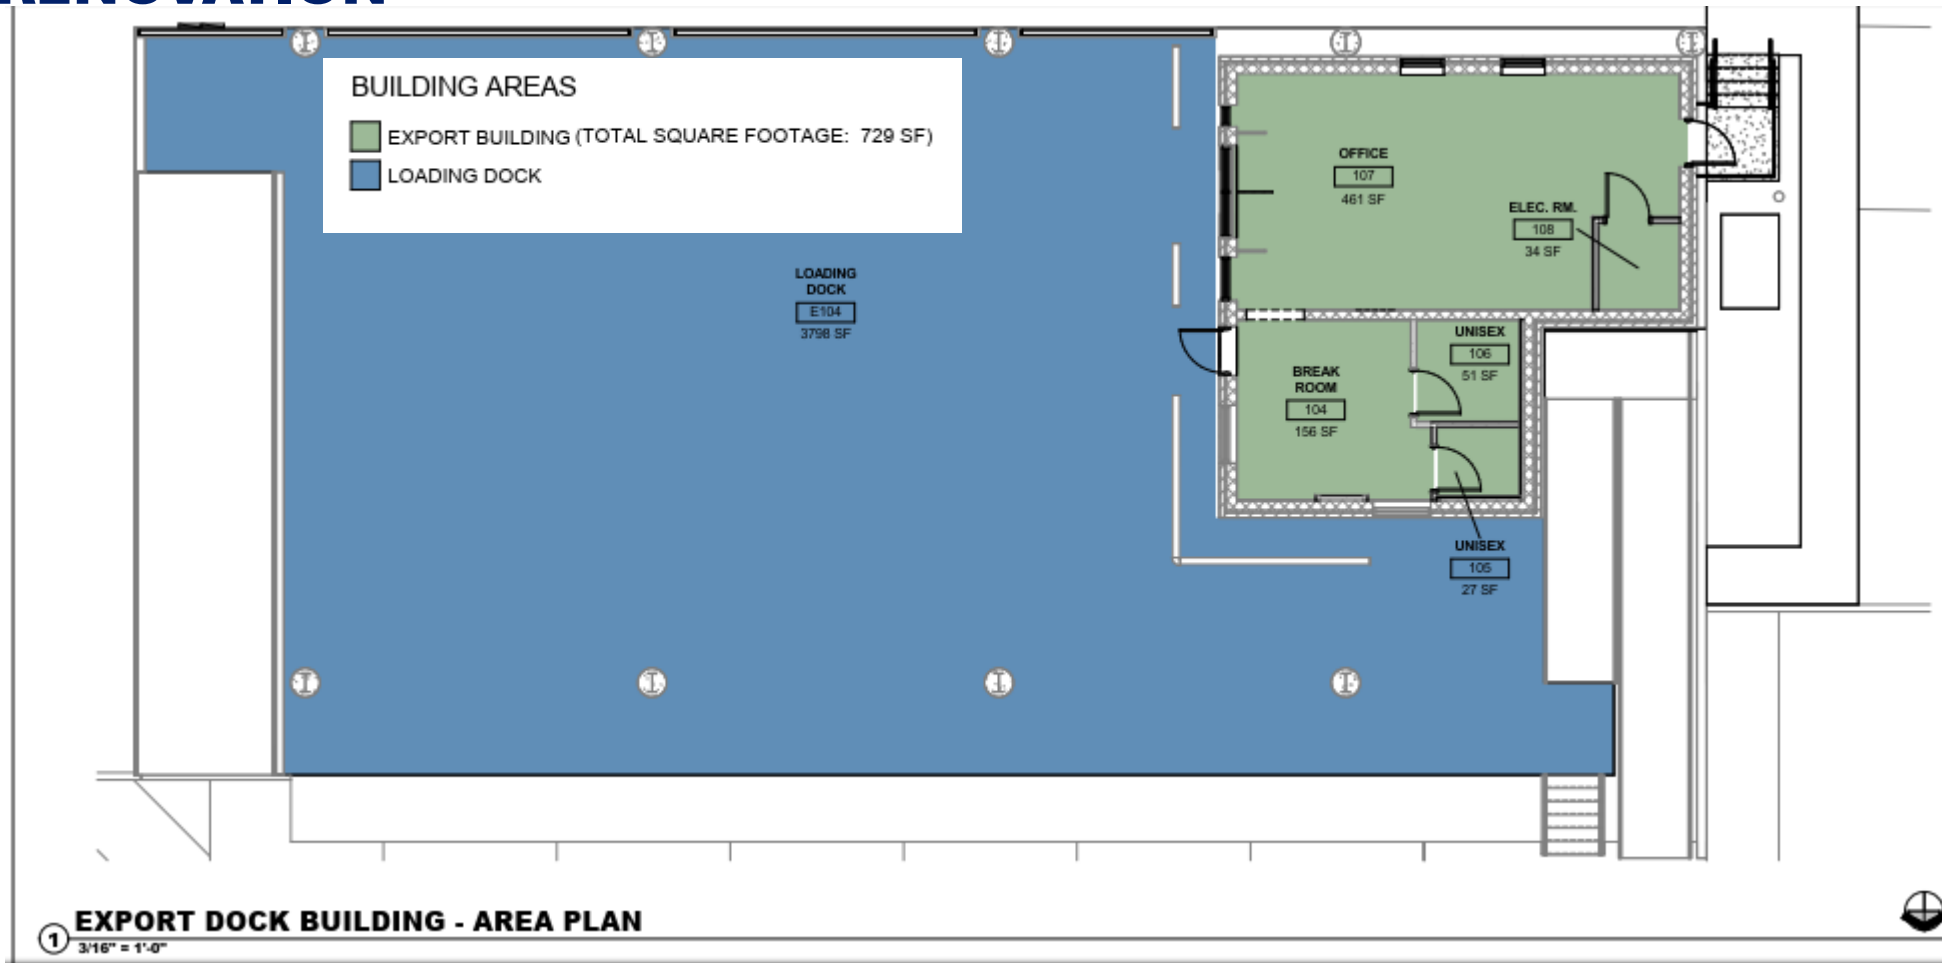 RENOVATION
BUILDING AREAS
EXPORT BUILDING (TOTAL SQUARE FOOTAGE: 729 SF)
LOADING DOCK
OFFICE
107
461 SF
ELEC. RM.
108
34 SF
LOADING
DOCK
E104
3798 SF
UNISEX
106
51 SF
BREAK
ROOM
104
156 SF
UNISEX
105
27 SF
1
EXPORT DOCK BUILDING - AREA PLAN
3/16" = 1'-0"